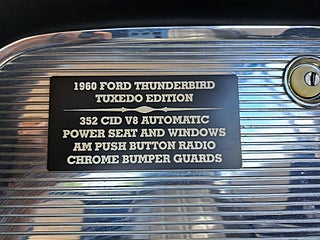 1960 FORD THUNDERBIRD
TUXEDO EDITION
352 CID V8 AUTOMATIC
POWER SEAT AND WINDOWS
AM PUSH BUTTON RADIO
CHROME BUMPER GUARDS